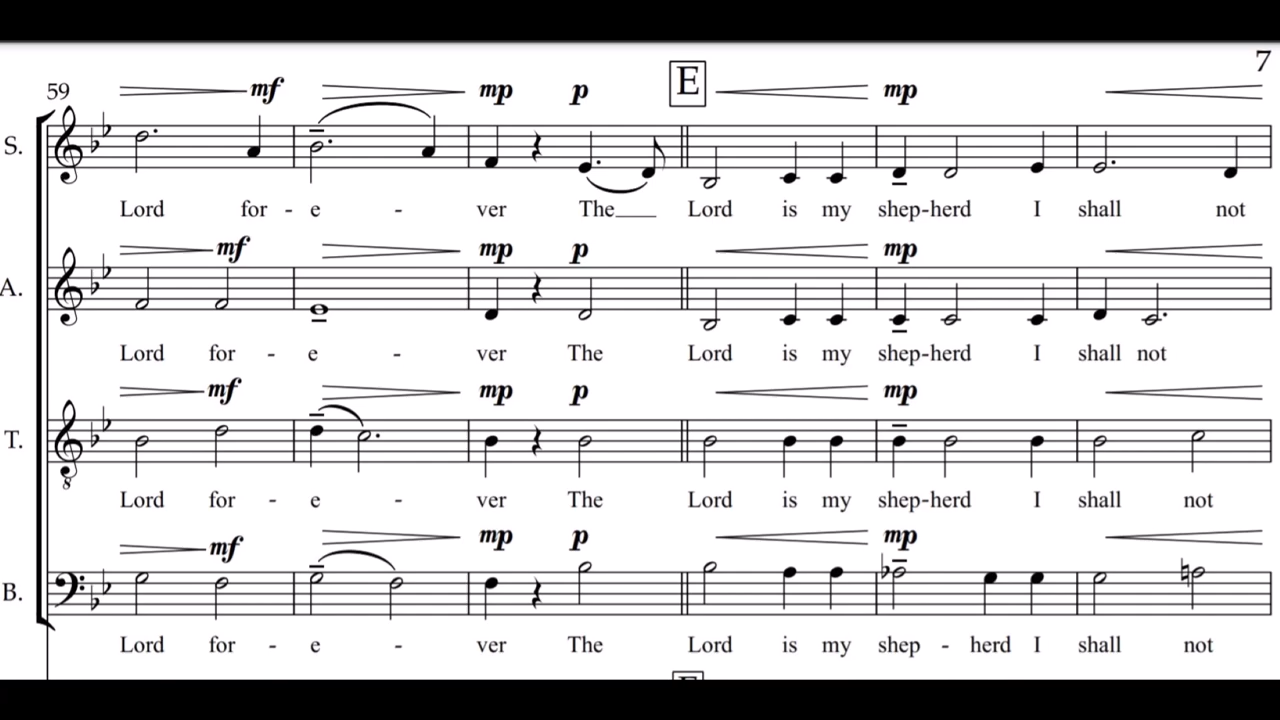 7
E
59
mf mp p mp
S.
Lord for - e - ver The Lord is my shep-herd I shall not
mf mp p mp
A.
Lord for - e - ver The Lord is my shep-herd I shall not
mf mp p mp
T.
8
Lord for - e - ver The Lord is my shep-herd I shall not
mf mp p mp
B.
Lord for - e - ver The Lord is my shep - herd I shall not